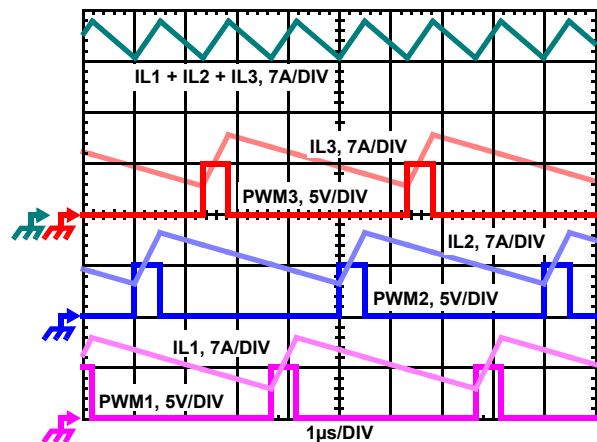 IL1 + IL2 + IL3, 7A/DIV
IL3, 7A/DIV
PWM3, 5V/DIV
IL2, 7A/DIV
PWM2, 5V/DIV
IL1, 7A/DIV
PWM1, 5V/DIV
1µs/DIV